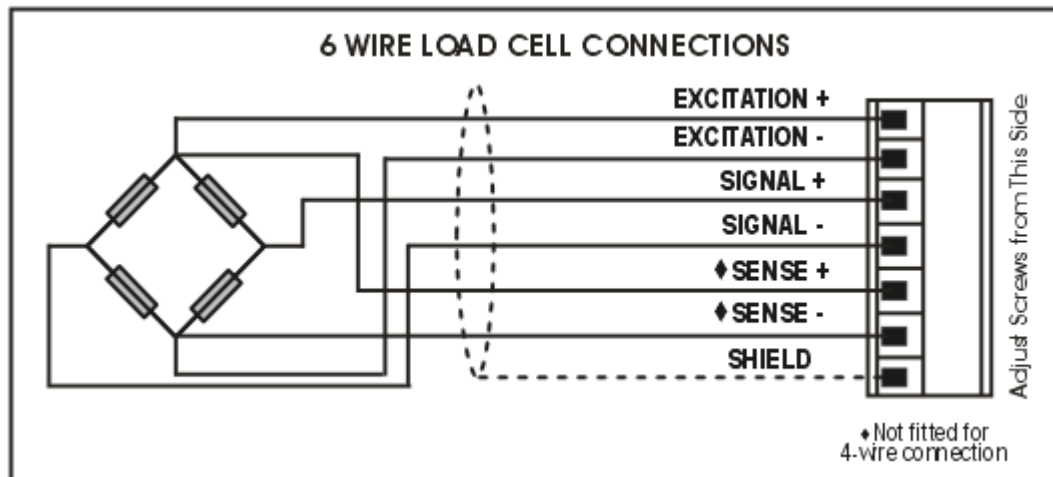 6 WIRE LOAD CELL CONNECTIONS
EXCITATION +
EXCITATION -
SIGNAL +
SIGNAL -
♦SENSE +
♦SENSE -
SHIELD
Adjust Screws from This Side
♦Not fitted for
4-wire connection